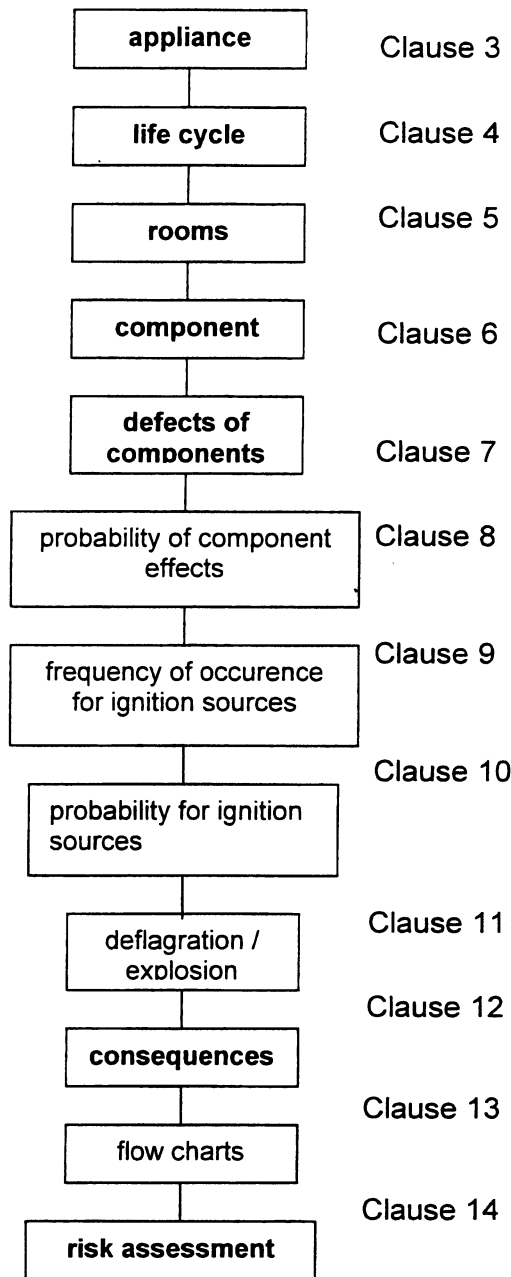 appliance
Clause 3
life cycle
Clause 4
rooms
Clause 5
component
Clause 6
defects of
components
Clause 7
probability of component
effects
Clause 8
frequency of occurence
for ignition sources
Clause 9
probability for ignition
sources
Clause 10
deflagration /
explosion
Clause 11
consequences
Clause 12
flow charts
Clause 13
risk assessment
Clause 14